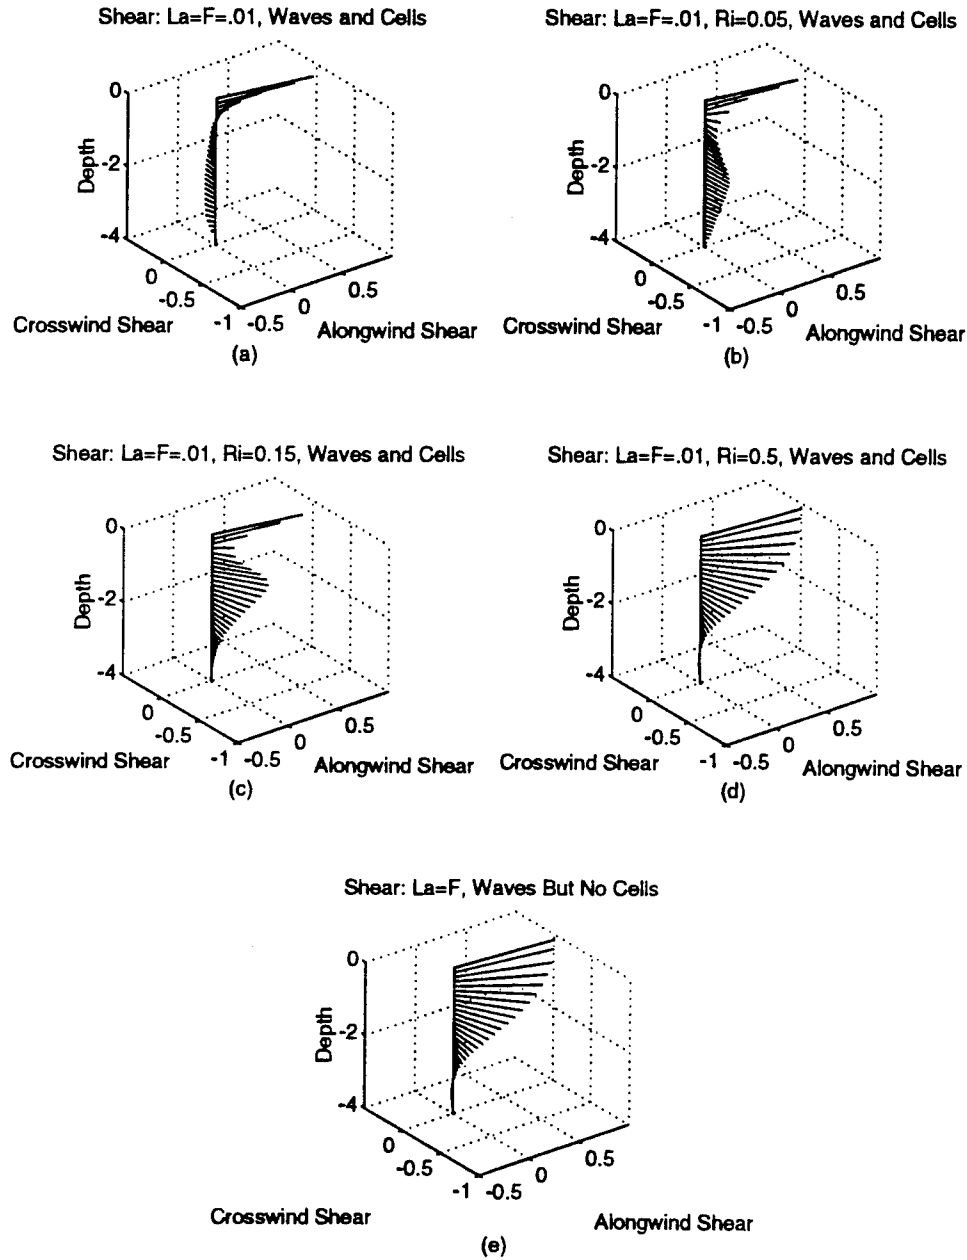 Shear: La=F=.01, Waves and Cells
0
-2
-4
Depth
0
-0.5
-1
-0.5
0
0.5
Crosswind Shear
Alongwind Shear
(a)
Shear: La=F=.01, Ri=0.05, Waves and Cells
0
-2
-4
Depth
0
-0.5
-1
-0.5
0
0.5
Crosswind Shear
Alongwind Shear
(b)
Shear: La=F=.01, Ri=0.15, Waves and Cells
0
-2
-4
Depth
0
-0.5
-1
-0.5
0
0.5
Crosswind Shear
Alongwind Shear
(c)
Shear: La=F=.01, Ri=0.5, Waves and Cells
0
-2
-4
Depth
0
-0.5
-1
-0.5
0
0.5
Crosswind Shear
Alongwind Shear
(d)
Shear: La=F, Waves But No Cells
0
-2
-4
Depth
0
-0.5
-1
-0.5
0
0.5
Crosswind Shear
Alongwind Shear
(e)